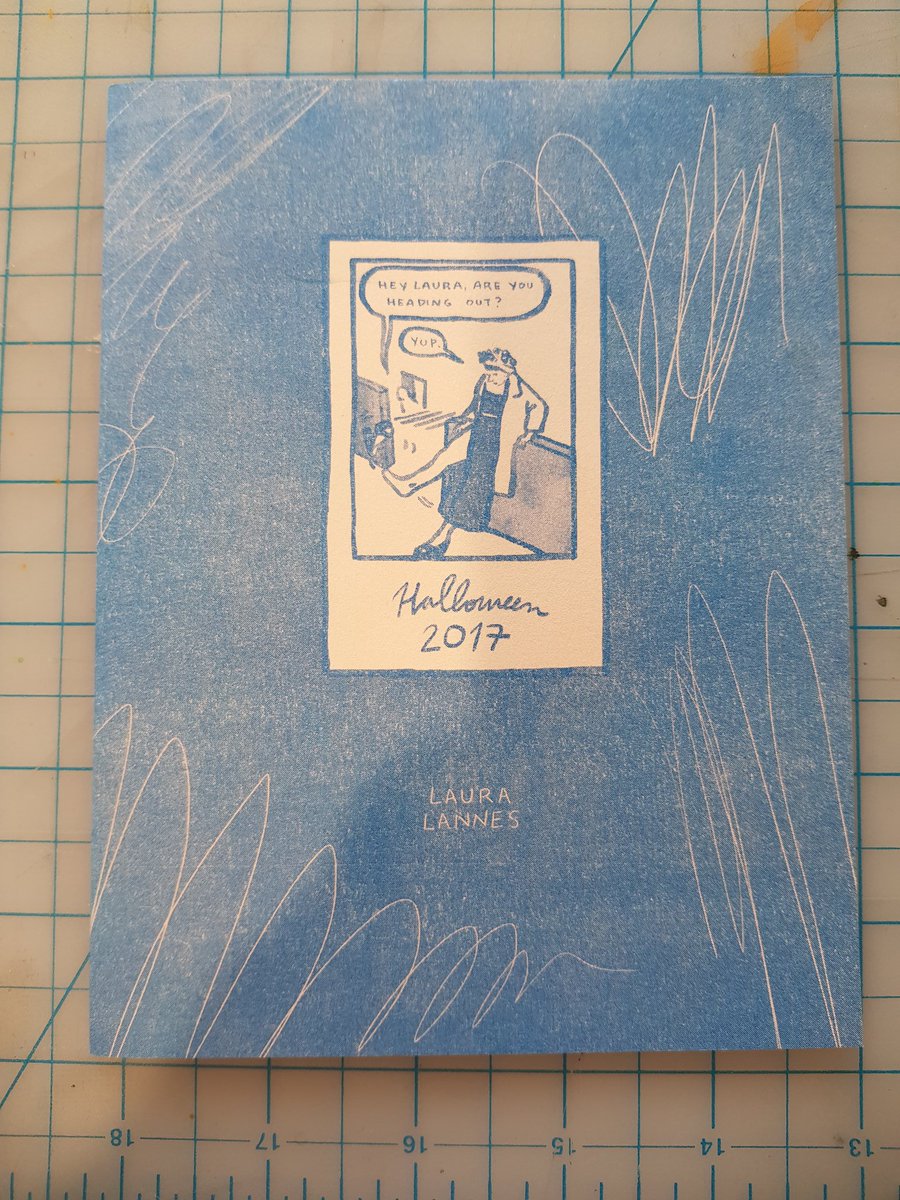 HEY LAURA, ARE YOU
HEADING OUT?
YUP.
Halloween
2017
LAURA
LANNES
18
17
16
15
14
13